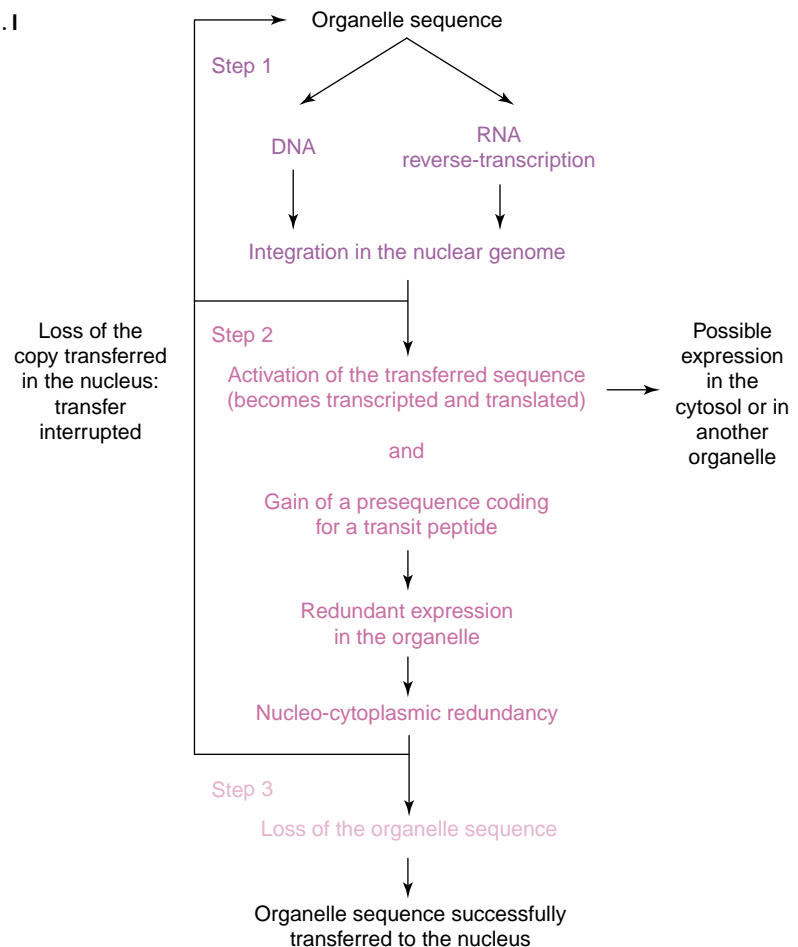 .1
Organelle sequence
Step 1
DNA
RNA
reverse-transcription
Integration in the nuclear genome
Loss of the
copy transferred
in the nucleus:
transfer
interrupted
Step 2
Activation of the transferred sequence
(becomes transcripted and translated)
Possible
expression
in the
cytosol or in
another
organelle
and
Gain of a presequence coding
for a transit peptide
Redundant expression
in the organelle
Nucleo-cytoplasmic redundancy
Step 3
Loss of the organelle sequence
Organelle sequence successfully
transferred to the nucleus